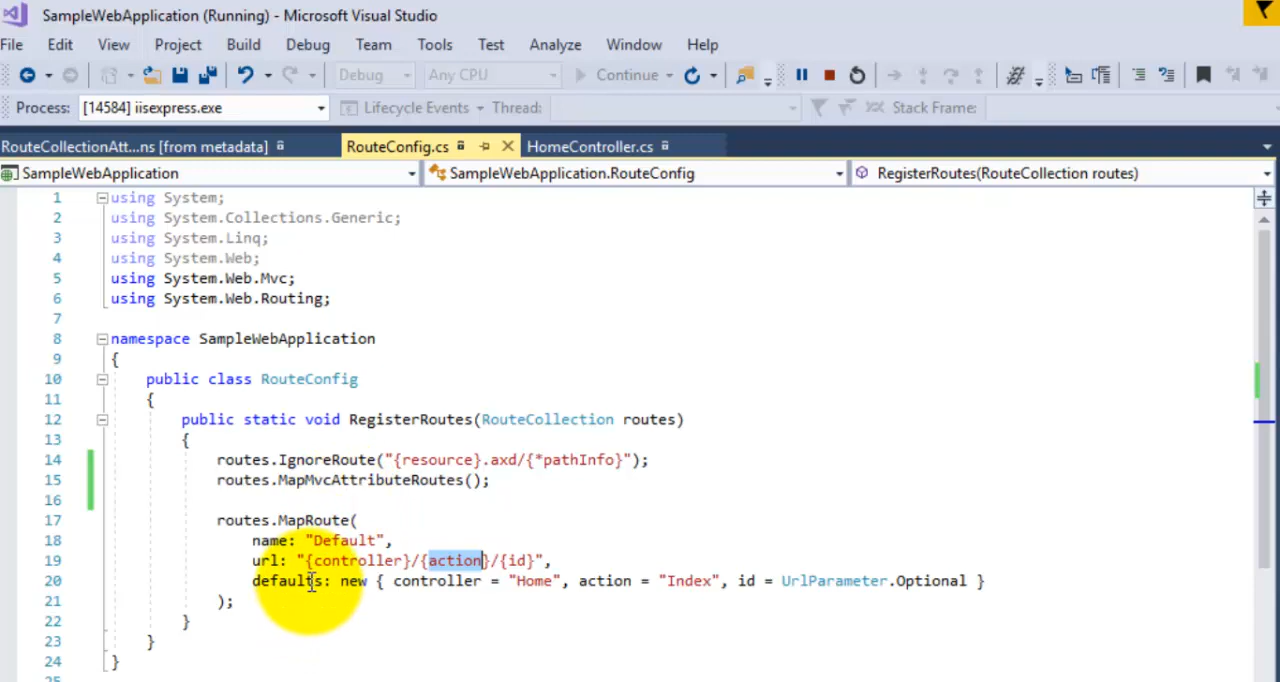 SampleWebApplication (Running) - Microsoft Visual Studio
File Edit View Project Build Debug Team Tools Test Analyze Window Help
Debug Any CPU Continue
Process: [14584] iisexpress.exe Lifecycle Events Thread: Stack Frame:
RouteCollectionAtt...ns [from metadata] RouteConfig.cs HomeController.cs
SampleWebApplication SampleWebApplication.RouteConfig RegisterRoutes(RouteCollection routes)
1 using System;
2 using System.Collections.Generic;
3 using System.Linq;
4 using System.Web;
5 using System.Web.Mvc;
6 using System.Web.Routing;
7
8 namespace SampleWebApplication
9 {
10 public class RouteConfig
11 {
12 public static void RegisterRoutes(RouteCollection routes)
13 {
14 routes.IgnoreRoute("{resource}.axd/{*pathInfo}");
15 routes.MapMvcAttributeRoutes();
16
17 routes.MapRoute(
18 name: "Default",
19 url: "{controller}/{action}/{id}",
20 defaults: new { controller = "Home", action = "Index", id = UrlParameter.Optional }
21 );
22 }
23 }
24 }
25